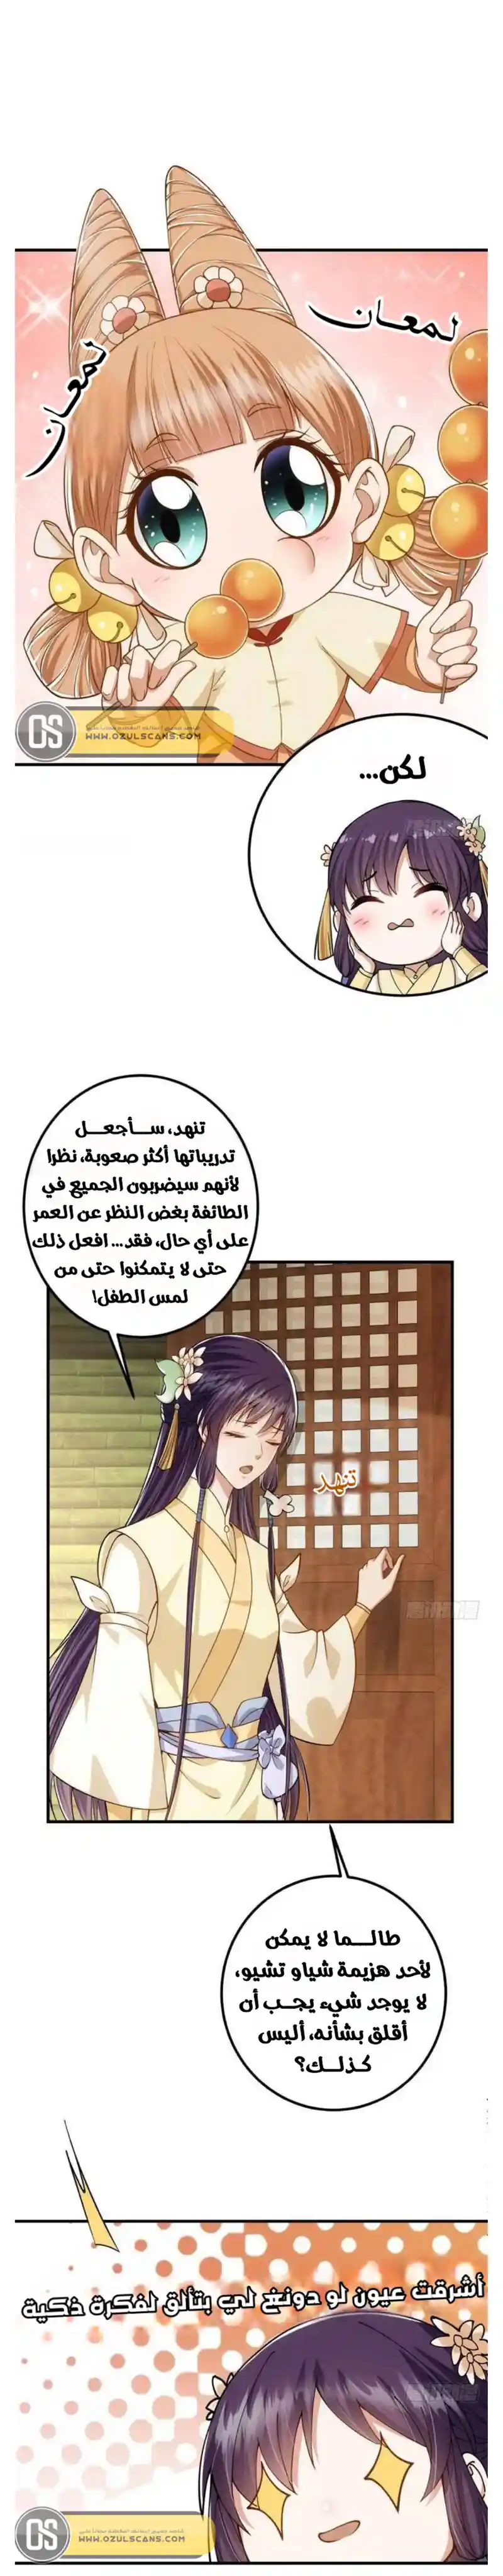 لمعان
لمعان
OS
WWW.OZULSCANS.COM
لكن...
تنهد، سأجعل
تدريباتها أكثر صعوبة، نظرا
لأنهم سيضربون الجميع في
الطائفة بغض النظر عن العمر
على أي حال، فقد... افعل ذلك
حتى لا يتمكنوا حتى من
لمس الطفل!
تنهد
طالما لا يمكن
لأحد هزيمة شياو تشيو،
لا يوجد شيء يجب أن
أقلق بشأنه، أليس
كذلك؟
أشرقت عيون لو دونغ لي بتألق لفكرة ذكية
OS
WWW.OZULSCANS.COM